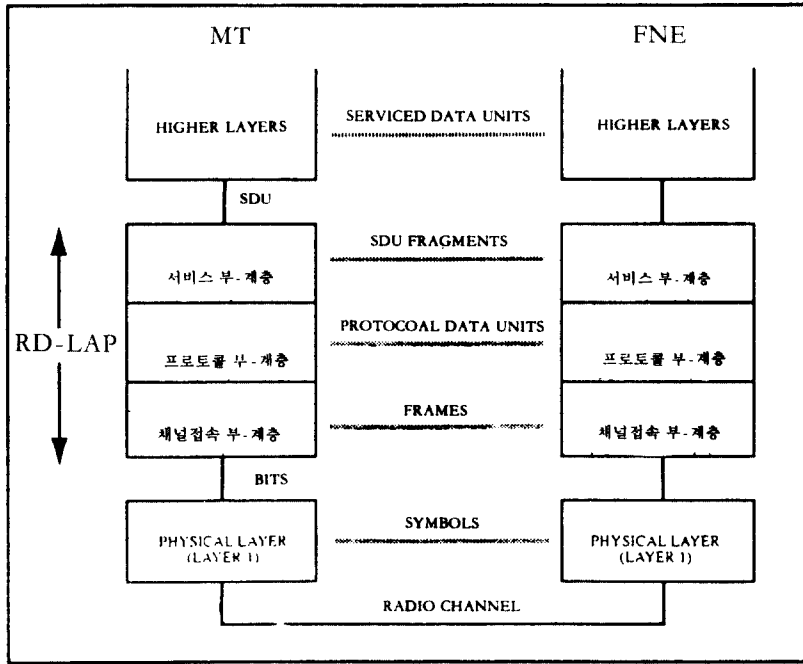 MT FNE
HIGHER LAYERS SERVICED DATA UNITS HIGHER LAYERS
SDU
SDU FRAGMENTS
서비스 부-계층 서비스 부-계층
PROTOCOAL DATA UNITS
RD-LAP
프로토콜 부-계층 프로토콜 부-계층
FRAMES
채널접속 부-계층 채널접속 부-계층
BITS
SYMBOLS
PHYSICAL LAYER PHYSICAL LAYER
(LAYER 1) (LAYER 1)
RADIO CHANNEL